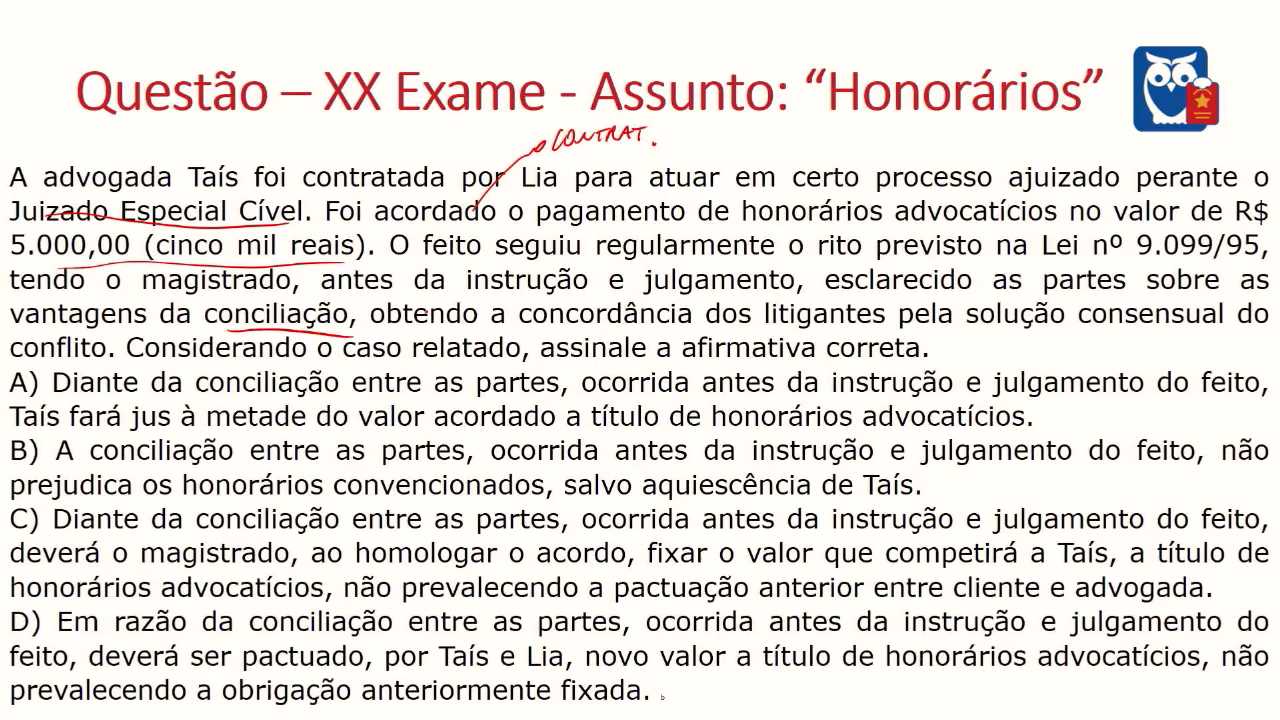 Questão – XX Exame - Assunto: “Honorários”
CONTRAT.
A advogada Taís foi contratada por Lia para atuar em certo processo ajuizado perante o
Juizado Especial Cível. Foi acordado o pagamento de honorários advocatícios no valor de R$
5.000,00 (cinco mil reais). O feito seguiu regularmente o rito previsto na Lei nº 9.099/95,
tendo o magistrado, antes da instrução e julgamento, esclarecido as partes sobre as
vantagens da conciliação, obtendo a concordância dos litigantes pela solução consensual do
conflito. Considerando o caso relatado, assinale a afirmativa correta.
A) Diante da conciliação entre as partes, ocorrida antes da instrução e julgamento do feito,
Taís fará jus à metade do valor acordado a título de honorários advocatícios.
B) A conciliação entre as partes, ocorrida antes da instrução e julgamento do feito, não
prejudica os honorários convencionados, salvo aquiescência de Taís.
C) Diante da conciliação entre as partes, ocorrida antes da instrução e julgamento do feito,
deverá o magistrado, ao homologar o acordo, fixar o valor que competirá a Taís, a título de
honorários advocatícios, não prevalecendo a pactuação anterior entre cliente e advogada.
D) Em razão da conciliação entre as partes, ocorrida antes da instrução e julgamento do
feito, deverá ser pactuado, por Taís e Lia, novo valor a título de honorários advocatícios, não
prevalecendo a obrigação anteriormente fixada.